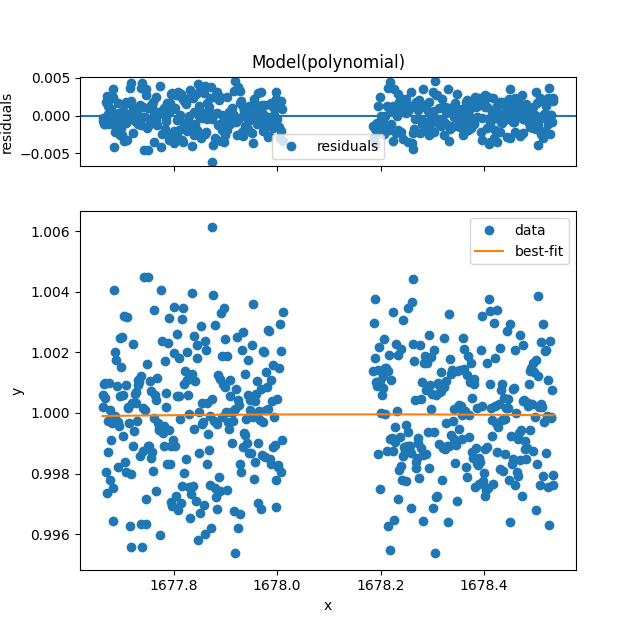 Model(polynomial)
residuals
0.005
0.000
−0.005
residuals
y
1.006
1.004
1.002
1.000
0.998
0.996
data
best-fit
1677.8 1678.0 1678.2 1678.4
x